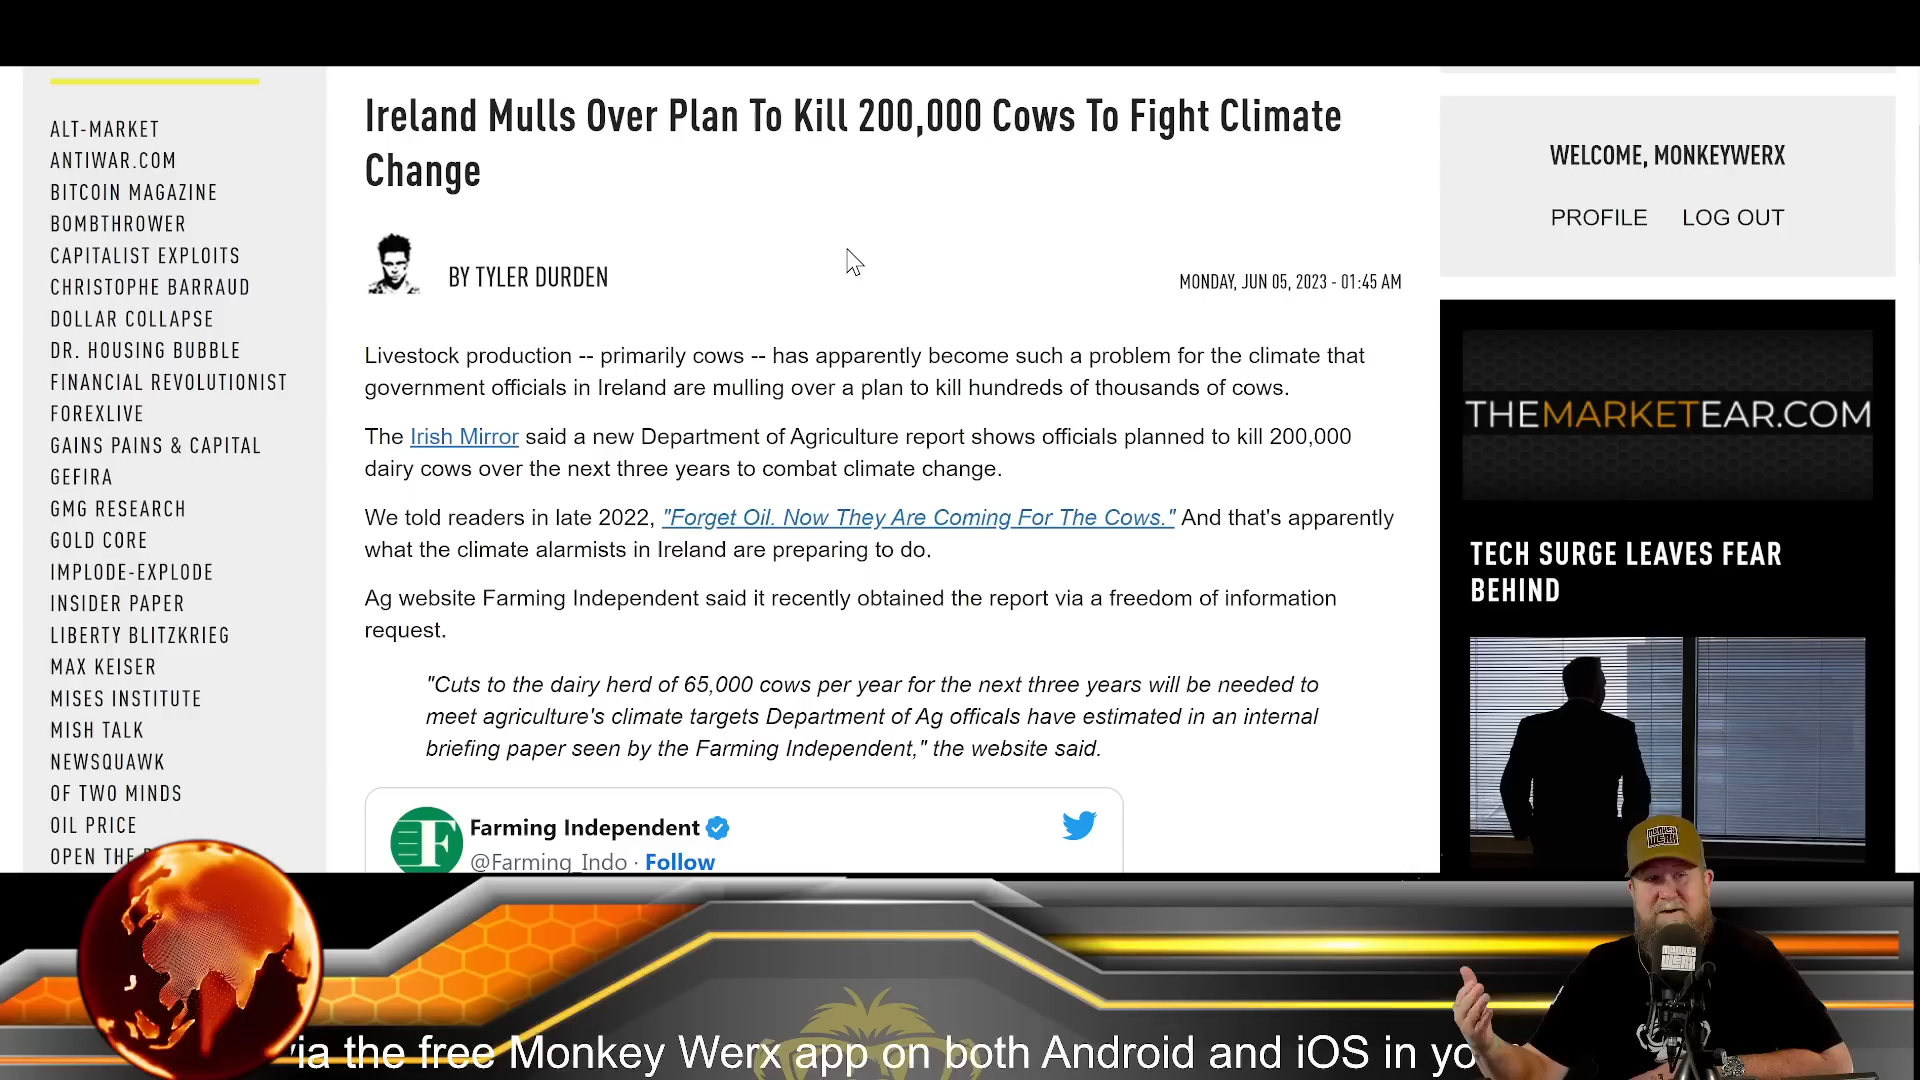 ALT-MARKET
ANTIWAR.COM
BITCOIN MAGAZINE
BOMBTHROWER
CAPITALIST EXPLOITS
CHRISTOPHE BARRAUD
DOLLAR COLLAPSE
DR. HOUSING BUBBLE
FINANCIAL REVOLUTIONIST
FOREXLIVE
GAINS PAINS & CAPITAL
GEFIRA
GMG RESEARCH
GOLD CORE
IMPLODE-EXPLODE
INSIDER PAPER
LIBERTY BLITZKRIEG
MAX KEISER
MISES INSTITUTE
MISH TALK
NEWSQUAWK
OF TWO MINDS
OIL PRICE
OPEN THE
Ireland Mulls Over Plan To Kill 200,000 Cows To Fight Climate
Change
BY TYLER DURDEN
MONDAY, JUN 05, 2023 - 01:45 AM
Livestock production -- primarily cows -- has apparently become such a problem for the climate that
government officials in Ireland are mulling over a plan to kill hundreds of thousands of cows.
The Irish Mirror said a new Department of Agriculture report shows officials planned to kill 200,000
dairy cows over the next three years to combat climate change.
We told readers in late 2022, "Forget Oil. Now They Are Coming For The Cows." And that's apparently
what the climate alarmists in Ireland are preparing to do.
Ag website Farming Independent said it recently obtained the report via a freedom of information
request.
"Cuts to the dairy herd of 65,000 cows per year for the next three years will be needed to
meet agriculture's climate targets Department of Ag officals have estimated in an internal
briefing paper seen by the Farming Independent," the website said.
F
Farming Independent
@Farming_Indo · Follow
WELCOME, MONKEYWERX
PROFILE LOG OUT
THEMARKETEAR.COM
TECH SURGE LEAVES FEAR
BEHIND
MONKEY
WERX
MONKEY
WERX
via the free Monkey Werx app on both Android and iOS in yo